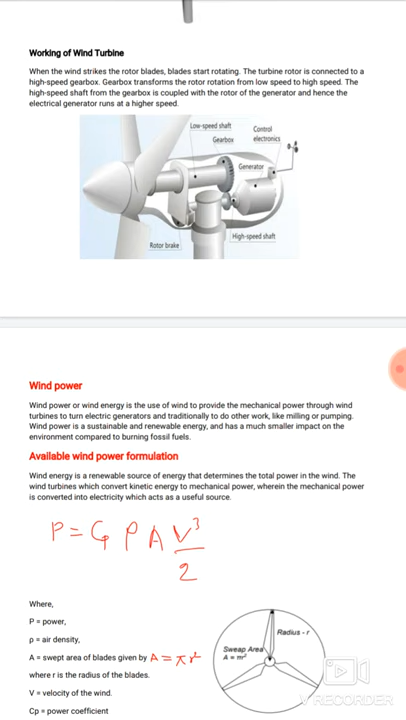 Working of Wind Turbine
When the wind strikes the rotor blades, blades start rotating. The turbine rotor is connected to a
high-speed gearbox. Gearbox transforms the rotor rotation from low speed to high speed. The
high-speed shaft from the gearbox is coupled with the rotor of the generator and hence the
electrical generator runs at a higher speed.
Low-speed shaft
Gearbox
Control
electronics
Generator
High-speed shaft
Rotor brake
Wind power
Wind power or wind energy is the use of wind to provide the mechanical power through wind
turbines to turn electric generators and traditionally to do other work, like milling or pumping.
Wind power is a sustainable and renewable energy, and has a much smaller impact on the
environment compared to burning fossil fuels.
Available wind power formulation
Wind energy is a renewable source of energy that determines the total power in the wind. The
wind turbines which convert kinetic energy to mechanical power, wherein the mechanical power
is converted into electricity which acts as a useful source.
P = Cp ρ A V³/2
Where,
P = power,
ρ = air density,
A = swept area of blades given by A = πr²
where r is the radius of the blades.
V = velocity of the wind.
Cp = power coefficient
Radius - r
Sweap Area
A = πr²
V RECORDER